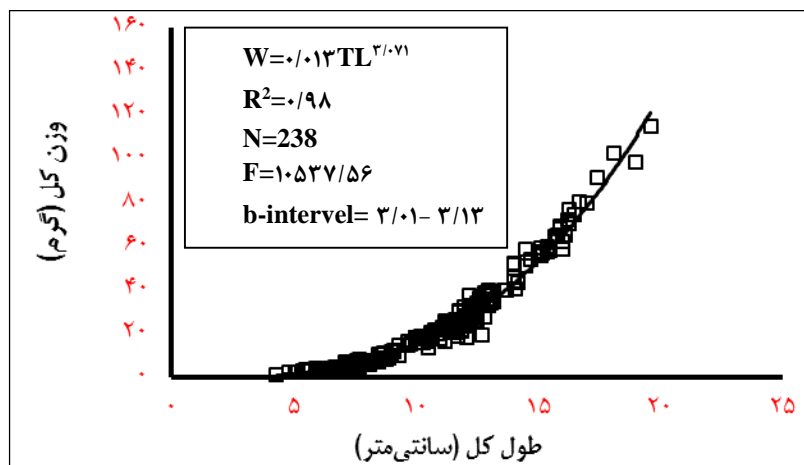 ۱۶۰
۱۴۰
۱۲۰
۱۰۰
۸۰
۶۰
۴۰
۲۰
۰
وزن کل (گرم)
W=۰/۰۱۳TL^۳/۰۷۱
R²=۰/۹۸
N=238
F=۱۰۵۳۷/۵۶
b-intervel= ۳/۰۱– ۳/۱۳
۰ ۵ ۱۰ ۱۵ ۲۰ ۲۵
طول کل (سانتی‌متر)